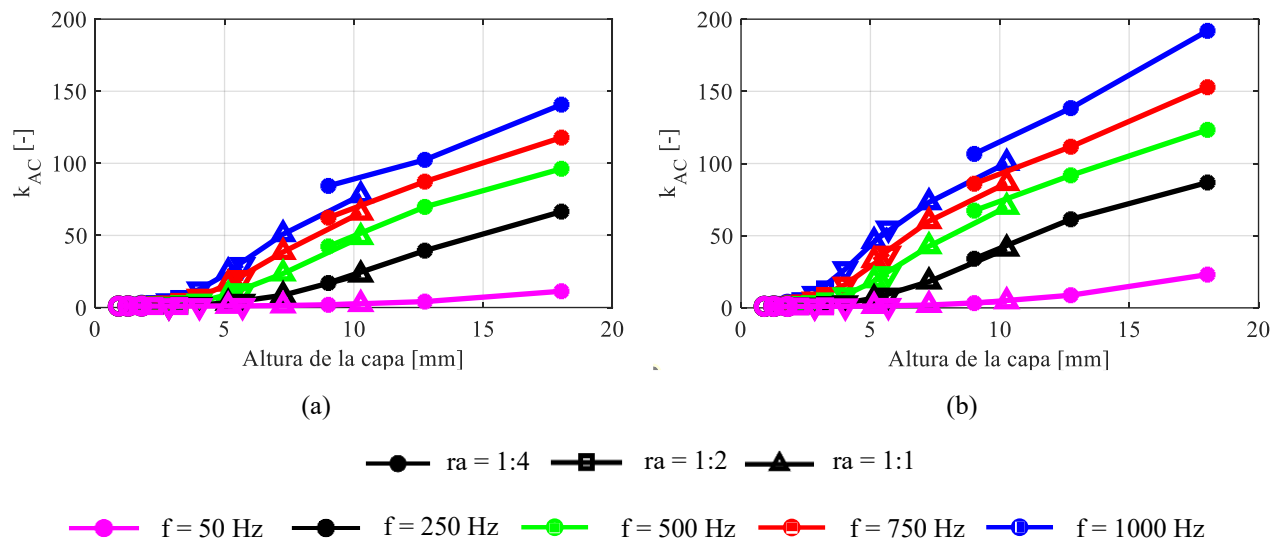 200
150
100
50
0
k_AC [-]
0
5
10
15
20
Altura de la capa [mm]
(a)
200
150
100
50
0
k_AC [-]
0
5
10
15
20
Altura de la capa [mm]
(b)
ra = 1:4
ra = 1:2
ra = 1:1
f = 50 Hz
f = 250 Hz
f = 500 Hz
f = 750 Hz
f = 1000 Hz